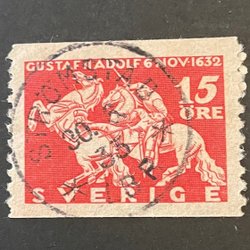 GUSTAF ADOLF 6 NOV·1632
15
ÖRE
SVERIGE